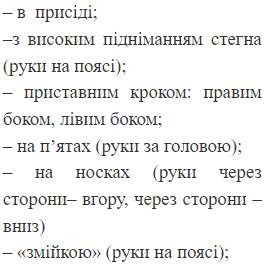 – в присіді;
–з високим підніманням стегна
(руки на поясі);
– приставним кроком: правим
боком, лівим боком;
– на п’ятах (руки за головою);
– на носках (руки через
сторони– вгору, через сторони –
вниз)
– «змійкою» (руки на поясі);